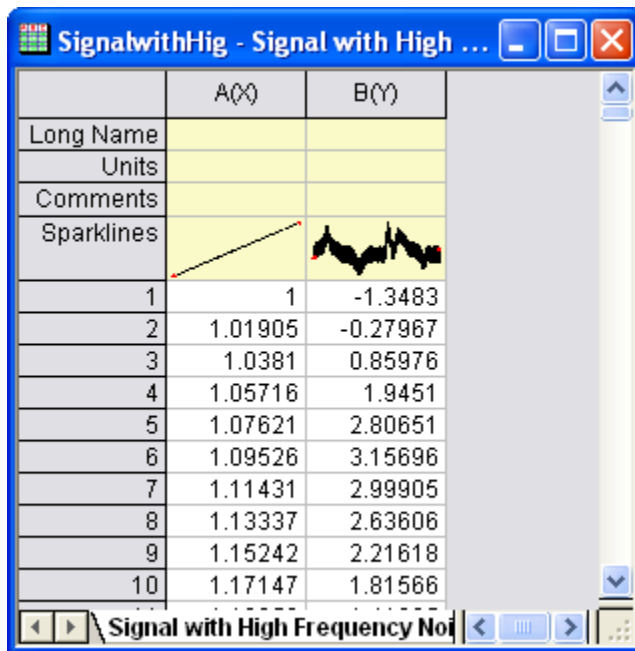 SignalwithHig - Signal with High ...
A(X) B(Y)
Long Name
Units
Comments
Sparklines
1 1 -1.3483
2 1.01905 -0.27967
3 1.0381 0.85976
4 1.05716 1.9451
5 1.07621 2.80651
6 1.09526 3.15696
7 1.11431 2.99905
8 1.13337 2.63606
9 1.15242 2.21618
10 1.17147 1.81566
Signal with High Frequency Noi